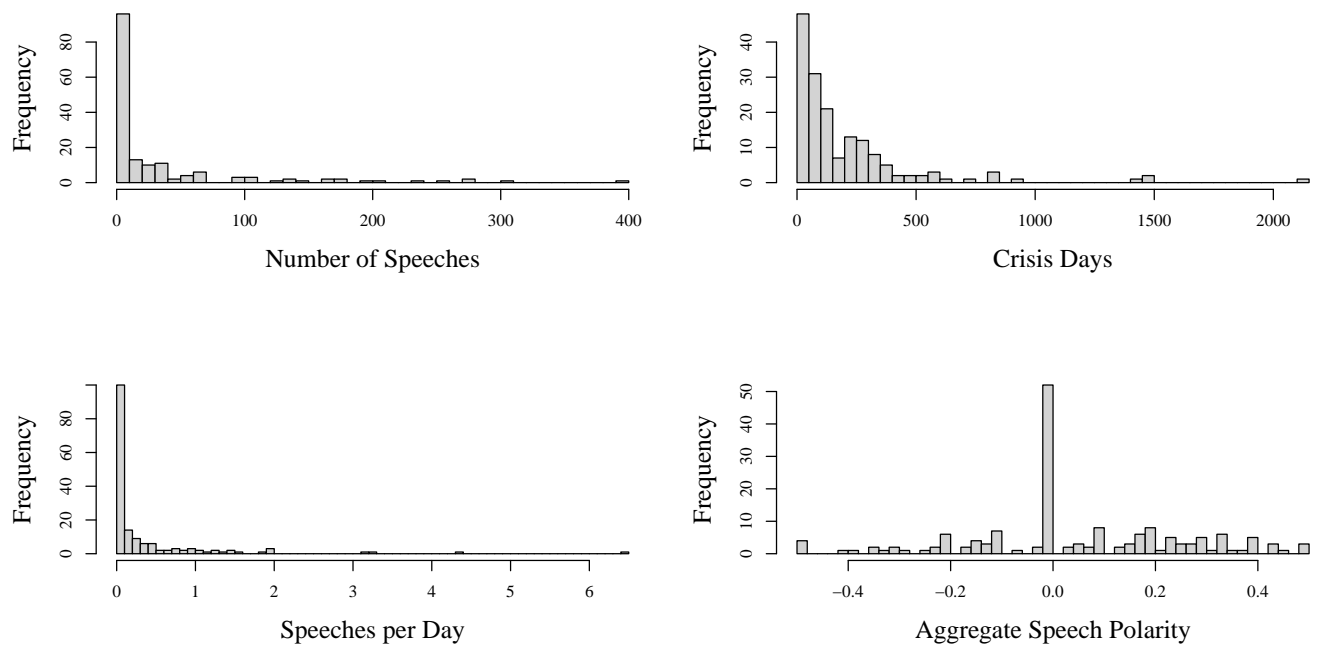 Frequency
80
60
40
20
0
0 100 200 300 400
Number of Speeches
Frequency
40
30
20
10
0
0 500 1000 1500 2000
Crisis Days
Frequency
80
60
40
20
0
0 1 2 3 4 5 6
Speeches per Day
Frequency
50
40
30
20
10
0
−0.4 −0.2 0.0 0.2 0.4
Aggregate Speech Polarity